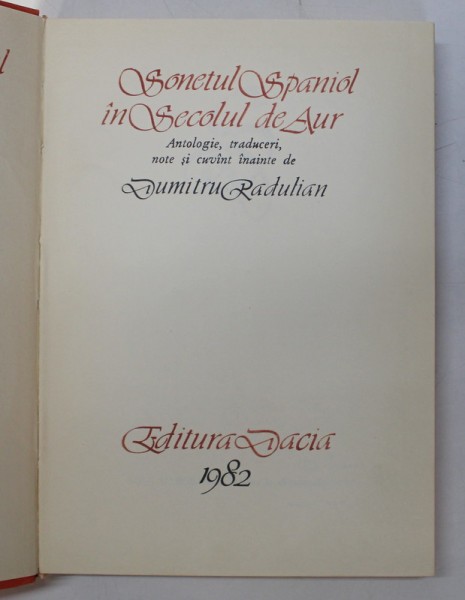 l
Sonetul Spaniol
în Secolul de Aur
Antologie, traduceri,
note și cuvînt înainte de
Dumitru Radulian
Editura Dacia
1982